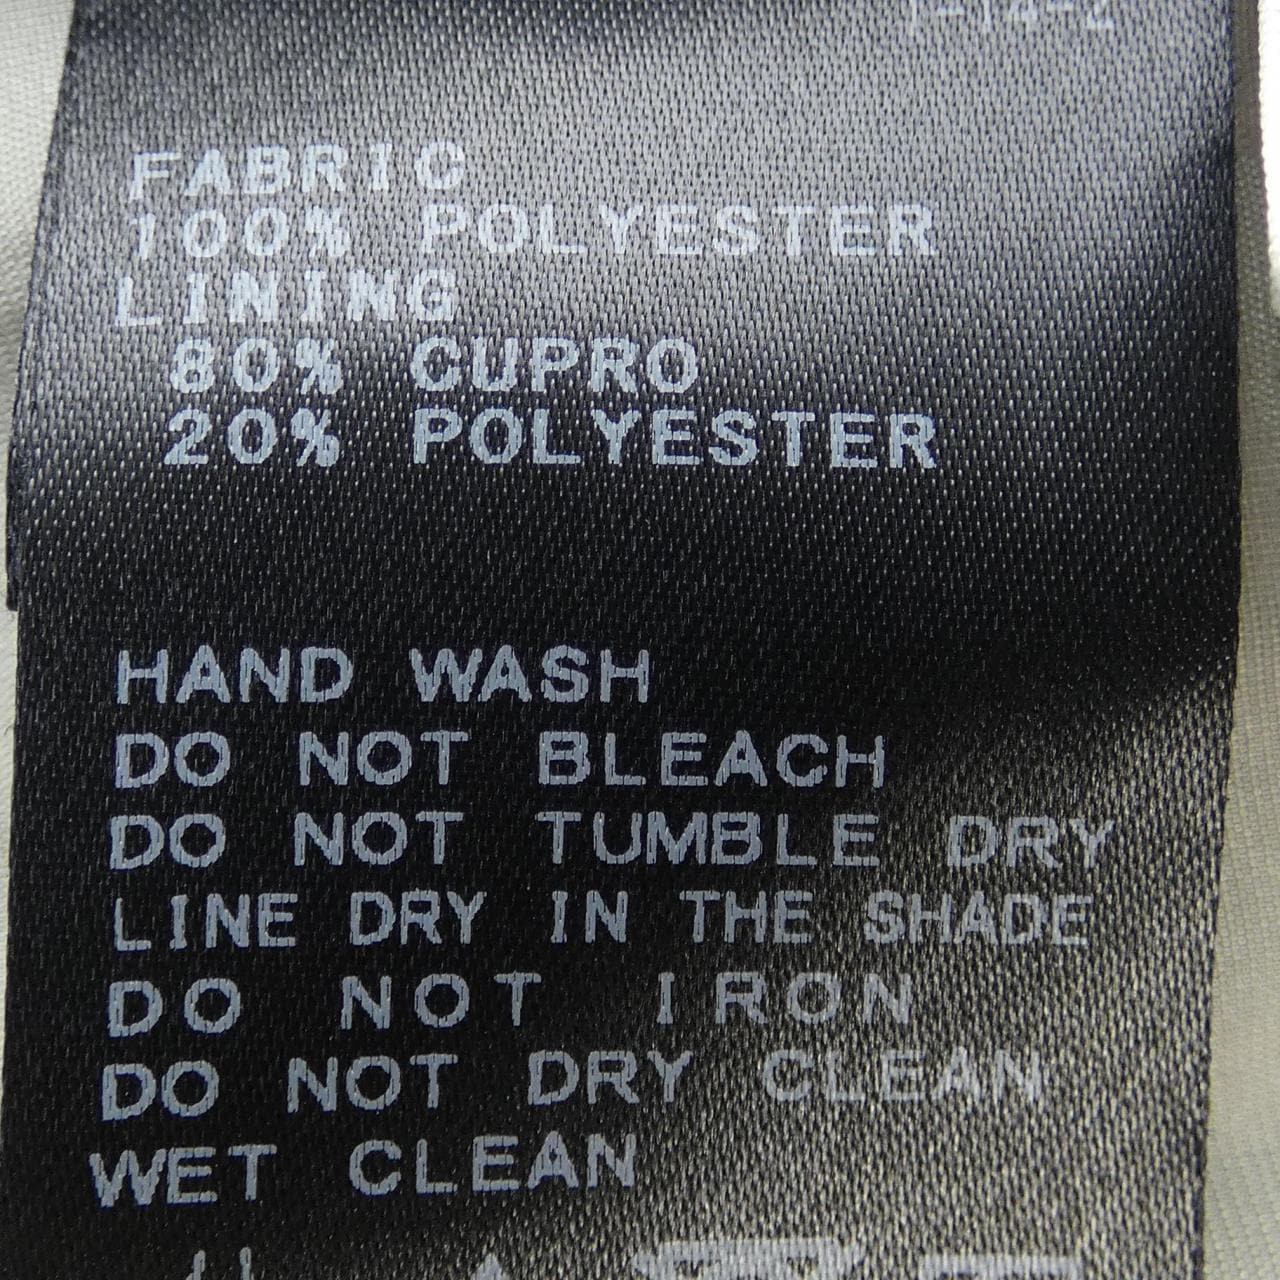 FABRIC
100% POLYESTER
LINING
80% CUPRO
20% POLYESTER
HAND WASH
DO NOT BLEACH
DO NOT TUMBLE DRY
LINE DRY IN THE SHADE
DO NOT IRON
DO NOT DRY CLEAN
WET CLEAN